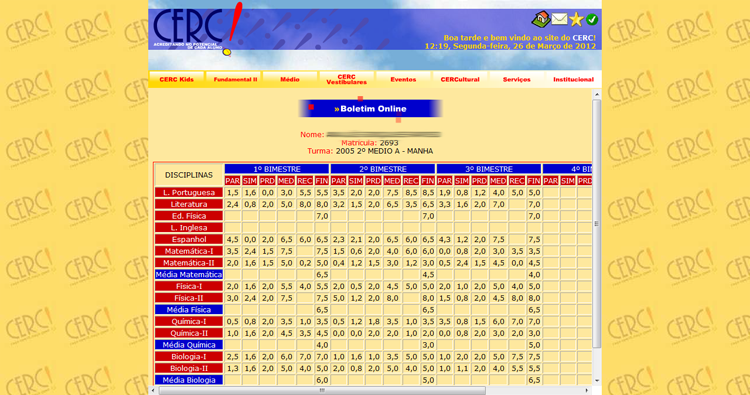 CERC!
ACREDITANDO NO POTENCIAL
DE CADA ALUNO
Boa tarde e bem vindo ao site do CERC!
12:19, Segunda-feira, 26 de Março de 2012
CERC Kids Fundamental II Médio CERC Vestibulares Eventos CERCultural Serviços Institucional
»Boletim Online
Nome:
Matricula: 2693
Turma: 2005 2º MEDIO A - MANHA
DISCIPLINAS 1º BIMESTRE 2º BIMESTRE 3º BIMESTRE 4º BIM
PAR SIM PRD MED REC FIN PAR SIM PRD MED REC FIN PAR SIM PRD MED REC FIN PAR SIM PRD
L. Portuguesa 1,5 1,6 0,0 3,0 5,5 5,5 3,5 2,0 2,0 7,5 8,5 8,5 1,9 0,8 1,2 4,0 5,0 5,0
Literatura 2,4 0,8 2,0 5,0 8,0 8,0 3,2 1,5 2,0 6,5 3,5 6,5 3,3 1,6 2,0 7,0 7,0
Ed. Física 7,0 7,0 7,0
L. Inglesa
Espanhol 4,5 0,0 2,0 6,5 6,0 6,5 2,3 2,1 2,0 6,5 6,0 6,5 4,3 1,2 2,0 7,5 7,5
Matemática-I 3,5 2,4 1,5 7,5 7,5 1,5 0,6 2,0 4,0 6,0 6,0 0,0 0,8 2,0 3,0 3,5 3,5
Matemática-II 2,0 1,6 1,5 5,0 0,2 5,0 0,4 1,2 1,5 3,0 1,2 3,0 0,5 2,4 1,5 4,5 0,0 4,5
Média Matemática 6,5 4,5 4,0
Física-I 2,0 1,6 2,0 5,5 4,0 5,5 2,0 0,5 2,0 4,5 5,0 5,0 2,0 1,0 2,0 5,0 4,0 5,0
Física-II 3,0 2,4 2,0 7,5 7,5 5,0 1,2 2,0 8,0 8,0 1,5 0,8 2,0 4,5 8,0 8,0
Média Física 6,5 6,5 6,5
Química-I 0,5 0,8 2,0 3,5 1,0 3,5 0,5 1,2 1,8 3,5 1,0 3,5 3,5 0,8 1,5 6,0 7,0 7,0
Química-II 1,0 1,6 2,0 4,5 3,5 4,5 0,0 0,0 2,0 2,0 1,0 2,0 0,0 0,8 2,0 3,0 2,0 3,0
Média Química 4,0 3,0 5,0
Biologia-I 2,5 1,6 2,0 6,0 7,0 7,0 1,0 1,6 1,0 3,5 5,0 5,0 1,0 2,0 2,0 5,0 7,5 7,5
Biologia-II 1,3 1,6 2,0 5,0 4,0 5,0 2,0 0,8 2,0 5,0 4,0 5,0 1,0 1,1 2,0 4,0 5,5 5,5
Média Biologia 6,0 5,0 6,5